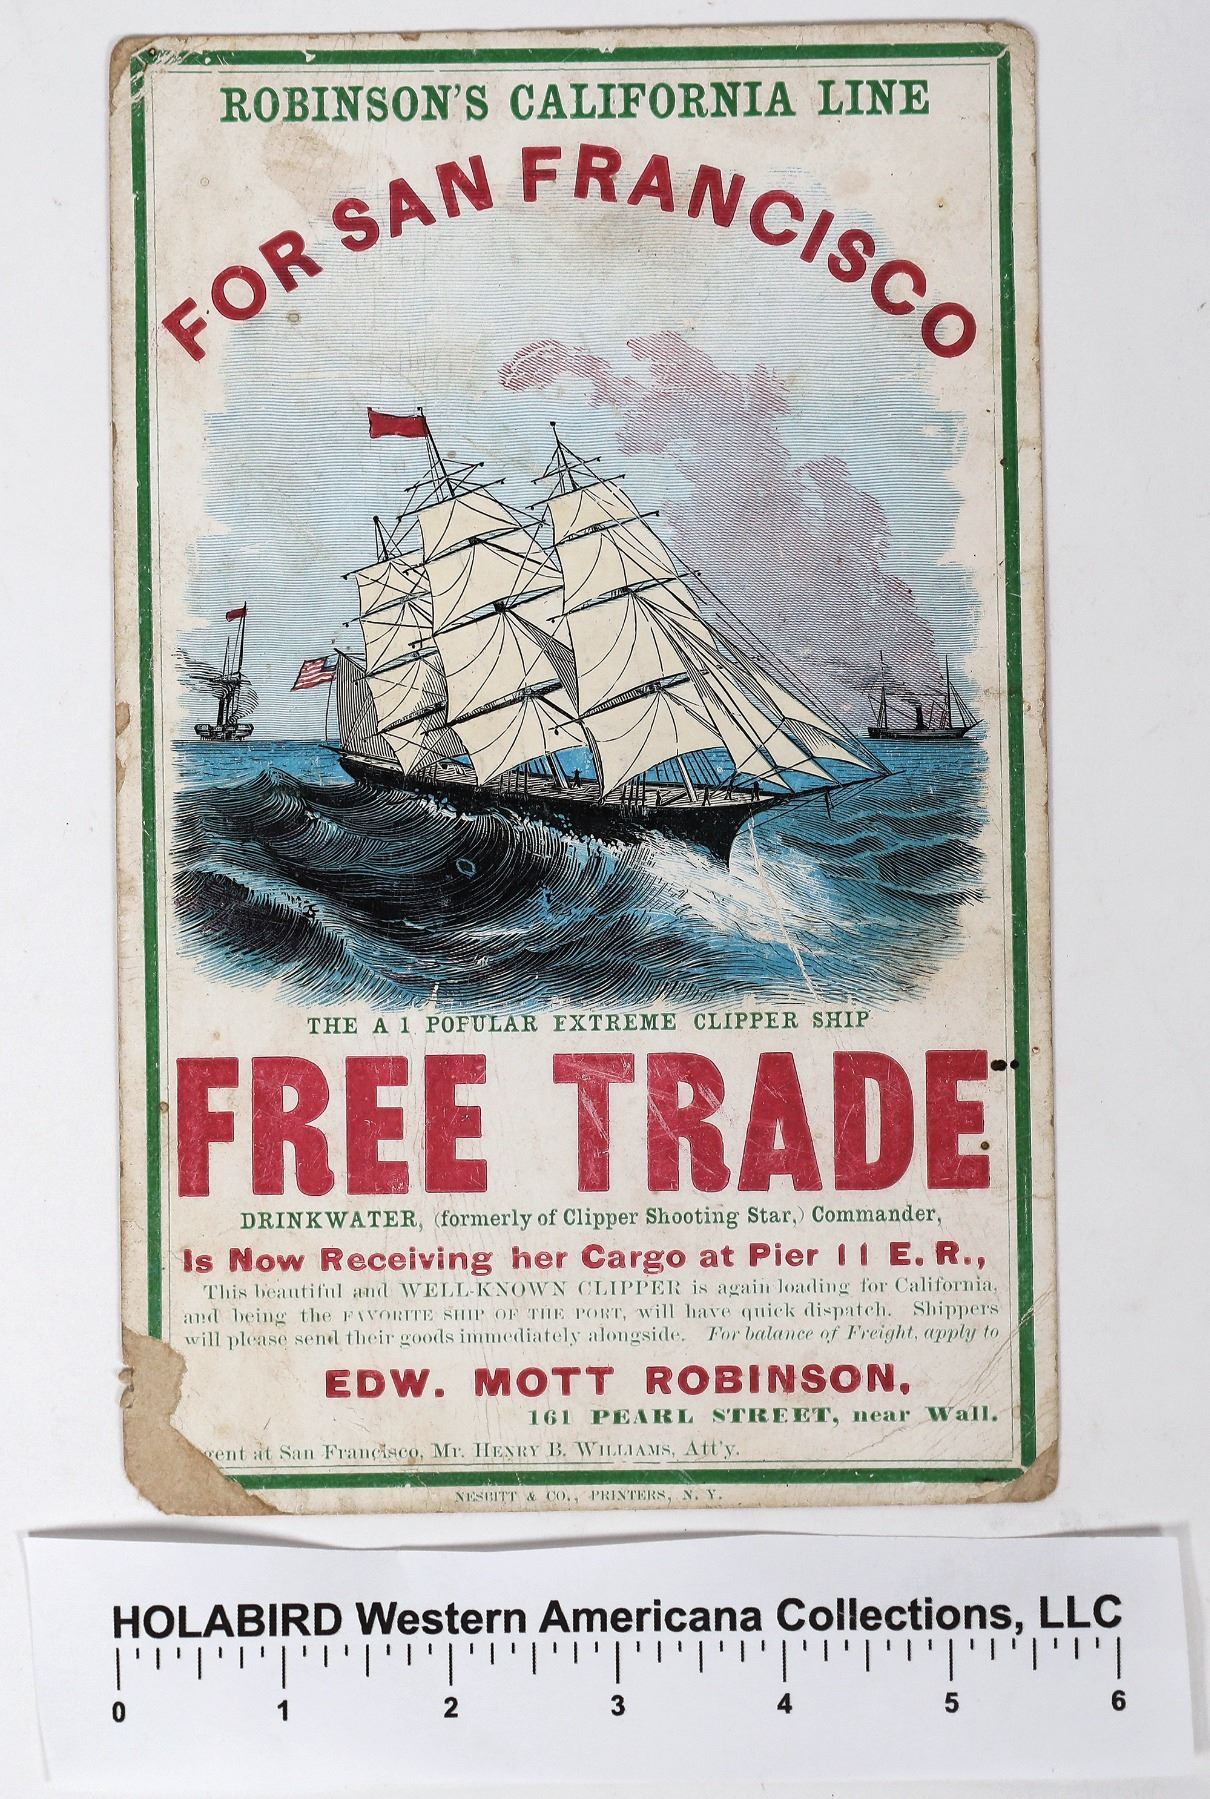 ROBINSON'S CALIFORNIA LINE
FOR SAN FRANCISCO
THE A 1 POPULAR EXTREME CLIPPER SHIP
FREE TRADE
DRINKWATER, (formerly of Clipper Shooting Star,) Commander,
Is Now Receiving her Cargo at Pier 11 E. R.,
This beautiful and WELL-KNOWN CLIPPER is again loading for California,
and being the FAVORITE SHIP OF THE PORT, will have quick dispatch. Shippers
will please send their goods immediately alongside. For balance of Freight, apply to
EDW. MOTT ROBINSON,
161 PEARL STREET, near Wall.
gent at San Francisco, Mr. HENRY B. WILLIAMS, Att'y.
NESBITT & CO., PRINTERS, N. Y.
HOLABIRD Western Americana Collections, LLC
0 1 2 3 4 5 6